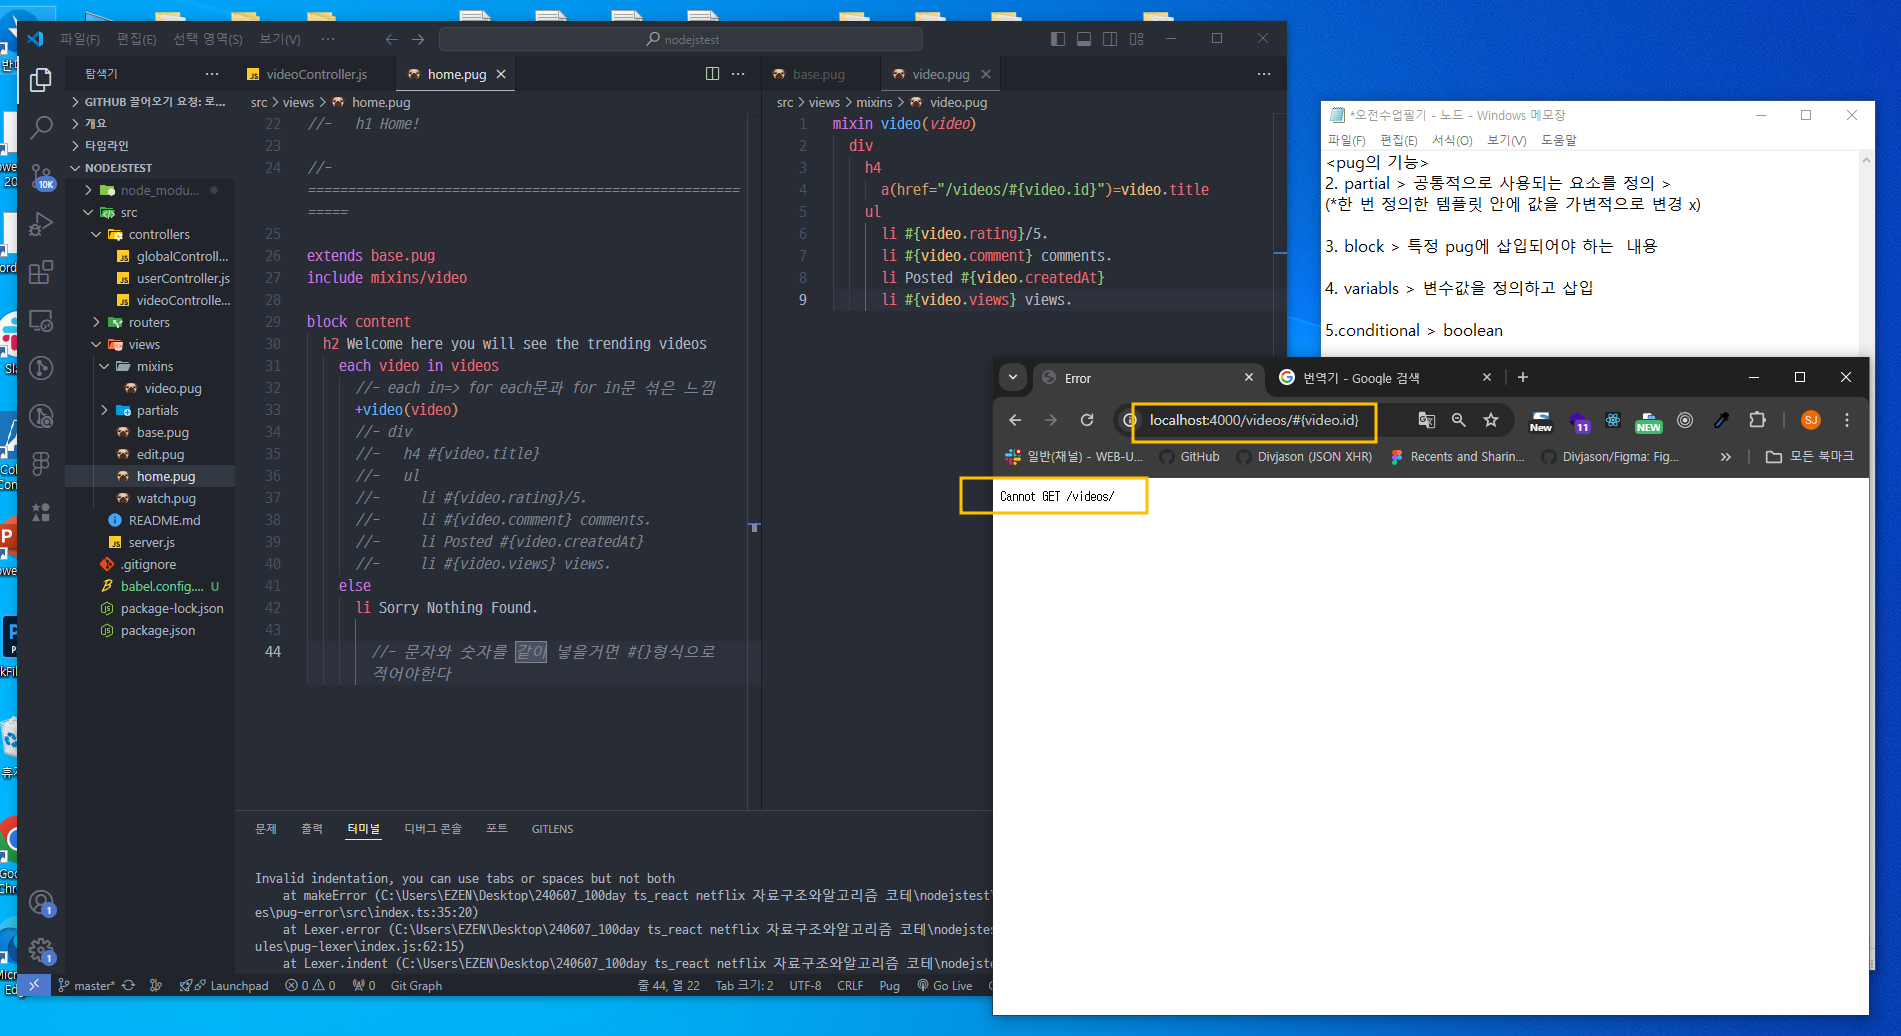 파일(F) 편집(E) 선택 영역(S) 보기(V) ··· nodejstest
탐색기 ···
GITHUB 끌어오기 요청: 로...
개요
타임라인
NODEJSTEST
node_modu...
src
controllers
globalControll...
userController.js
videoControlle...
routers
views
mixins
video.pug
partials
base.pug
edit.pug
home.pug
watch.pug
README.md
server.js
.gitignore
babel.config.... U
package-lock.json
package.json
10K
1
1
videoController.js home.pug
src > views > home.pug
22 //- h1 Home!
23
24 //-
======================================================
=====
25
26 extends base.pug
27 include mixins/video
28
29 block content
30 h2 Welcome here you will see the trending videos
31 each video in videos
32 //- each in=> for each문과 for in문 섞은 느낌
33 +video(video)
34 //- div
35 //- h4 #{video.title}
36 //- ul
37 //- li #{video.rating}/5.
38 //- li #{video.comment} comments.
39 //- li Posted #{video.createdAt}
40 //- li #{video.views} views.
41 else
42 li Sorry Nothing Found.
43
44 //- 문자와 숫자를 같이 넣을거면 #{}형식으로
적어야한다
base.pug video.pug
src > views > mixins > video.pug
1 mixin video(video)
2 div
3 h4
4 a(href="/videos/#{video.id}")=video.title
5 ul
6 li #{video.rating}/5.
7 li #{video.comment} comments.
8 li Posted #{video.createdAt}
9 li #{video.views} views.
문제 출력 터미널 디버그 콘솔 포트 GITLENS
Invalid indentation, you can use tabs or spaces but not both
at makeError (C:\Users\EZEN\Desktop\240607_100day ts_react netflix 자료구조와알고리즘 코테\nodejstest\
es\pug-error\src\index.ts:35:20)
at Lexer.error (C:\Users\EZEN\Desktop\240607_100day ts_react netflix 자료구조와알고리즘 코테\nodejstes
ules\pug-lexer\index.js:62:15)
at Lexer.indent (C:\Users\EZEN\Desktop\240607_100day ts_react netflix 자료구조와알고리즘 코테\nodejste
master* Launchpad 0 0 0 Git Graph 줄 44, 열 22 Tab 크기: 2 UTF-8 CRLF Pug Go Live
*오전수업필기 - 노트 - Windows 메모장
파일(F) 편집(E) 서식(O) 보기(V) 도움말
<pug의 기능>
2. partial > 공통적으로 사용되는 요소를 정의 >
(*한 번 정의한 템플릿 안에 값을 가변적으로 변경 x)
3. block > 특정 pug에 삽입되어야 하는 내용
4. variabls > 변수값을 정의하고 삽입
5.conditional > boolean
Error 번역기 - Google 검색
localhost:4000/videos/#{video.id} New 11 NEW SJ
일반(채널) - WEB-U... GitHub Divjason (JSON XHR) Recents and Sharin... Divjason/Figma: Fig... » 모든 북마크
Cannot GET /videos/